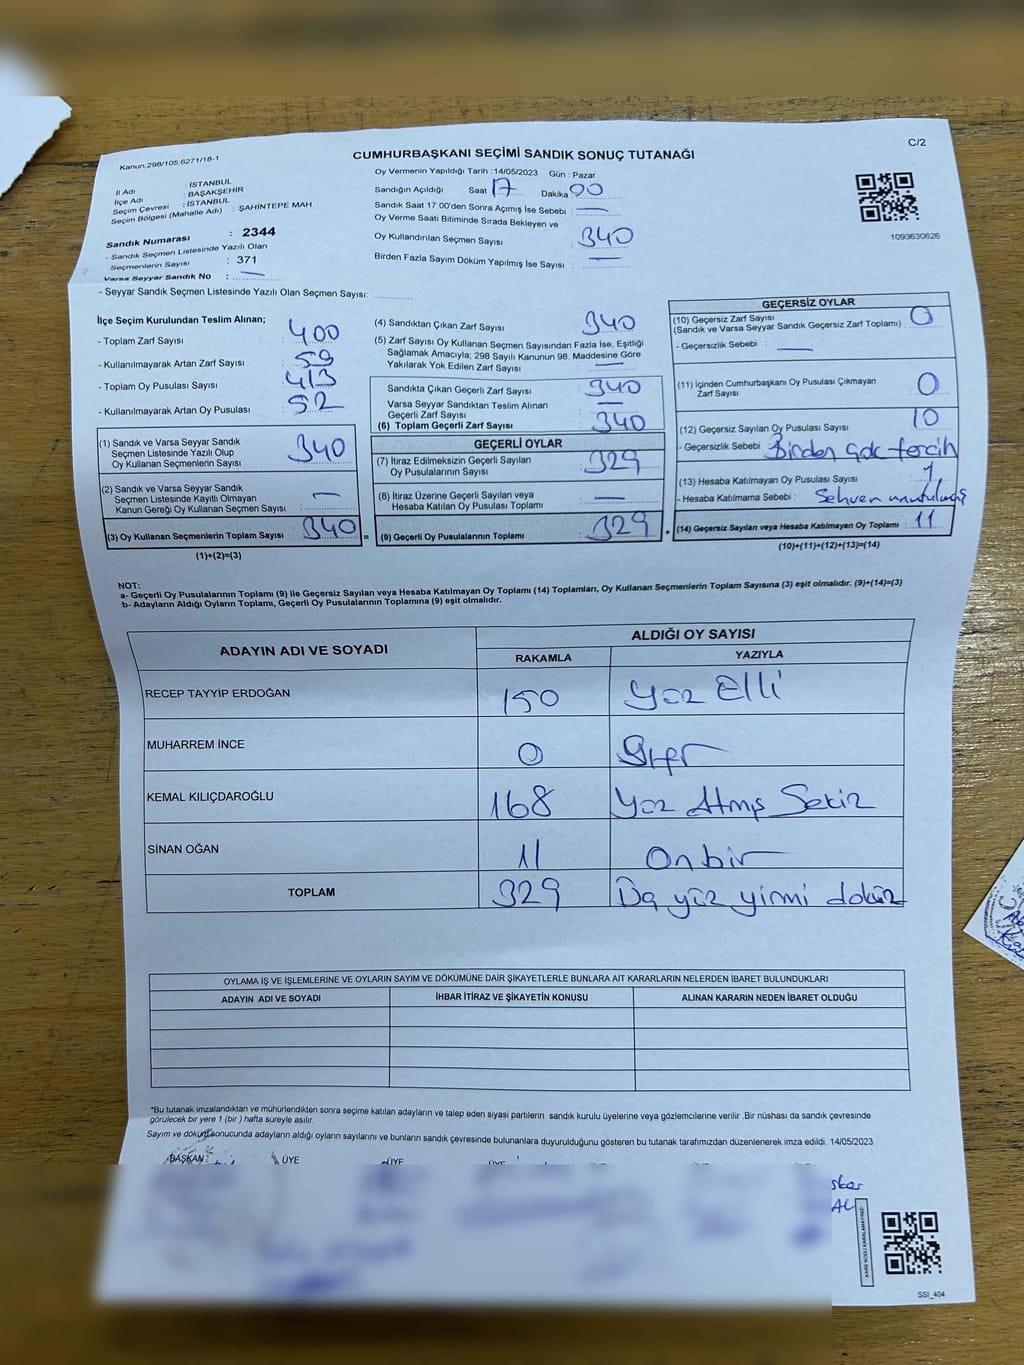 Kanun:298/105.6271/18-1
C/2
CUMHURBAŞKANI SEÇİMİ SANDIK SONUÇ TUTANAĞI
İl Adı : İSTANBUL
İlçe Adı : BAŞAKŞEHİR
Seçim Çevresi : İSTANBUL
Seçim Bölgesi (Mahalle Adı) : ŞAHİNTEPE MAH.
Sandık Numarası : 2344
- Sandık Seçmen Listesinde Yazılı Olan
Seçmenlerin Sayısı : 371
Varsa Seyyar Sandık No : —
- Seyyar Sandık Seçmen Listesinde Yazılı Olan Seçmen Sayısı:
Oy Vermenin Yapıldığı Tarih :14/05/2023 Gün : Pazar
Sandığın Açıldığı Saat 17 Dakika 00
Sandık Saat 17.00'den Sonra Açımış İse Sebebi : —
Oy Verme Saati Bitiminde Sırada Bekleyen ve
Oy Kullandırılan Seçmen Sayısı : 340
Birden Fazla Sayım Döküm Yapılmış İse Sayısı : —
1093630626
İlçe Seçim Kurulundan Teslim Alınan;
- Toplam Zarf Sayısı : 400
- Kullanılmayarak Artan Zarf Sayısı : 59
- Toplam Oy Pusulası Sayısı : 413
- Kullanılmayarak Artan Oy Pusulası : 52
(1) Sandık ve Varsa Seyyar Sandık
Seçmen Listesinde Yazılı Olup
Oy Kullanan Seçmenlerin Sayısı : 340
(2) Sandık ve Varsa Seyyar Sandık
Seçmen Listesinde Kayıtlı Olmayan
Kanun Gereği Oy Kullanan Seçmen Sayısı : —
(3) Oy Kullanan Seçmenlerin Toplam Sayısı : 340
(1)+(2)=(3)
(4) Sandıktan Çıkan Zarf Sayısı : 340
(5) Zarf Sayısı Oy Kullanan Seçmen Sayısından Fazla İse, Eşitliği
Sağlamak Amacıyla; 298 Sayılı Kanunun 98. Maddesine Göre
Yakılarak Yok Edilen Zarf Sayısı : —
Sandıkta Çıkan Geçerli Zarf Sayısı : 340
Varsa Seyyar Sandıktan Teslim Alınan
Geçerli Zarf Sayısı : —
(6) Toplam Geçerli Zarf Sayısı : 340
GEÇERLİ OYLAR
(7) İtiraz Edilmeksizin Geçerli Sayılan
Oy Pusulalarının Sayısı : 329
(8) İtiraz Üzerine Geçerli Sayılan veya
Hesaba Katılan Oy Pusulası Toplamı : —
(9) Geçerli Oy Pusulalarının Toplamı : 329
GEÇERSİZ OYLAR
(10) Geçersiz Zarf Sayısı
(Sandık ve Varsa Seyyar Sandık Geçersiz Zarf Toplamı) : 0
- Geçersizlik Sebebi : —
(11) İçinden Cumhurbaşkanı Oy Pusulası Çıkmayan
Zarf Sayısı : 0
(12) Geçersiz Sayılan Oy Pusulası Sayısı : 10
- Geçersizlik Sebebi : Birden çok tercih
(13) Hesaba Katılmayan Oy Pusulası Sayısı : 1
- Hesaba Katılmama Sebebi : Sehven unutulmuş
(14) Geçersiz Sayılan veya Hesaba Katılmayan Oy Toplamı : 11
(10)+(11)+(12)+(13)=(14)
NOT:
a- Geçerli Oy Pusulalarının Toplamı (9) ile Geçersiz Sayılan veya Hesaba Katılmayan Oy Toplamı (14) Toplamları, Oy Kullanan Seçmenlerin Toplam Sayısına (3) eşit olmalıdır. (9)+(14)=(3)
b- Adayların Aldığı Oyların Toplamı, Geçerli Oy Pusulalarının Toplamına (9) eşit olmalıdır.
ADAYIN ADI VE SOYADI
ALDIĞI OY SAYISI
RAKAMLA YAZIYLA
RECEP TAYYİP ERDOĞAN 150 Yüz Elli
MUHARREM İNCE 0 Sıfır
KEMAL KILIÇDAROĞLU 168 Yüz Atmış Sekiz
SİNAN OĞAN 11 Onbir
TOPLAM 329 Üç yüz yirmi dokuz
OYLAMA İŞ VE İŞLEMLERİNE VE OYLARIN SAYIM VE DÖKÜMÜNE DAİR ŞİKAYETLERLE BUNLARA AİT KARARLARIN NELERDEN İBARET BULUNDUKLARI
ADAYIN ADI VE SOYADI İHBAR İTİRAZ VE ŞİKAYETİN KONUSU ALINAN KARARIN NEDEN İBARET OLDUĞU
"Bu tutanak imzalandıktan ve mühürlendikten sonra seçime katılan adayların ve talep eden siyasi partilerin sandık kurulu üyelerine veya gözlemcilerine verilir .Bir nüshası da sandık çevresinde
görülecek bir yere 1 (bir ) hafta süreyle asılır.
Sayım ve döküm sonucunda adayların aldığı oyların sayılarını ve bunların sandık çevresinde bulunanlara duyurulduğunu gösteren bu tutanak tarafımızdan düzenlenerek imza edildi. 14/05/2023
BAŞKAN ÜYE ÜYE ÜYE
KARE KODU KARALAMAYINIZ!
SSI_404